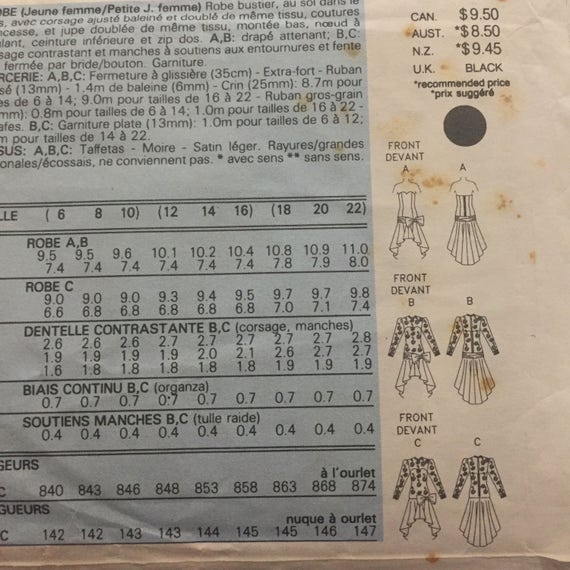 OBE (Jeune femme/Petite J. femme) Robe bustier, au sol dans le
s, avec corsage ajusté baleiné et doublé de même tissu, coutures
ncesse, et jupe doublée de même tissu, montée bas, nœud à
lant, ceinture inférieure et zip dos. A,B: drapé attenant; B,C:
sage contrastant et manches à soutiens aux entournures et fente
fermée par bride/bouton. Garniture.
RCERIE: A,B,C: Fermeture à glissière (35cm) - Extra-fort - Ruban
sé (13mm) - 1.4m de baleine (6mm) - Crin (25mm): 8.7m pour
es de 6 à 14; 9.0m pour tailles de 16 à 22 - Ruban gros-grain
mm): 0.8m pour tailles de 6 à 14; 1.0m pour tailles de 16 à 22 -
afes. B,C: Garniture plate (13mm): 1.0m pour tailles de 6 à 12;
m pour tailles de 14 à 22.
SUS: A,B,C: Taffetas - Moire - Satin léger. Rayures/grandes
onales/écossais, ne conviennent pas. * avec sens ** sans sens.
LLE ( 6 8 10) (12 14 16) (18 20 22)
ROBE A,B
9.5 9.5 9.6 10.1 10.2 10.4 10.8 10.9 11.0
7.4 7.4 7.4 7.4 7.4 7.4 7.8 7.9 8.0
ROBE C
9.0 9.0 9.0 9.3 9.4 9.5 9.7 9.7 9.8
6.6 6.8 6.8 6.8 6.8 6.8 7.0 7.1 7.4
DENTELLE CONTRASTANTE B,C (corsage, manches)
2.6 2.6 2.6 2.7 2.7 2.7 2.7 2.7 2.8
1.9 1.9 1.9 1.9 2.0 2.1 2.6 2.7 2.7
1.6 1.8 1.8 1.8 1.8 1.8 1.9 1.9 1.9
BIAIS CONTINU B,C (organza)
0.7 0.7 0.7 0.7 0.7 0.7 0.7 0.7 0.7
SOUTIENS MANCHES B,C (tulle raide)
0.4 0.4 0.4 0.4 0.4 0.4 0.4 0.4 0.4
GEURS à l'ourlet
C 840 843 846 848 853 858 863 868 874
GUEURS nuque à ourlet
C 142 142 143 143 144 145 145 146 147
CAN. $9.50
AUST. *$8.50
N.Z. *$9.45
U.K. BLACK
*recommended price
*prix suggéré
FRONT
DEVANT
A A
FRONT
DEVANT
B B
FRONT
DEVANT
C C